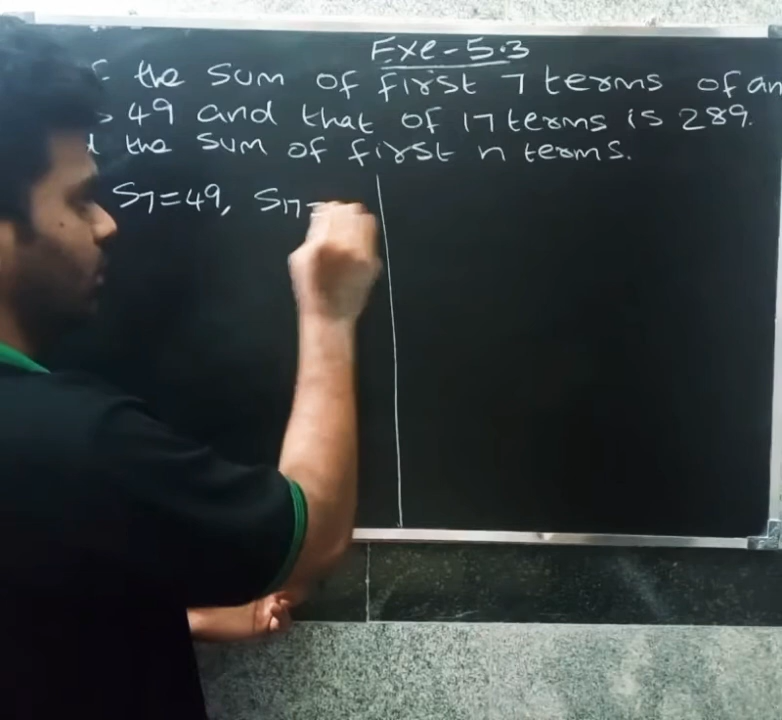 Exe-5.3
the sum of first 7 terms of an
49 and that of 17 terms is 289.
the sum of first n terms.
S7=49, S17=